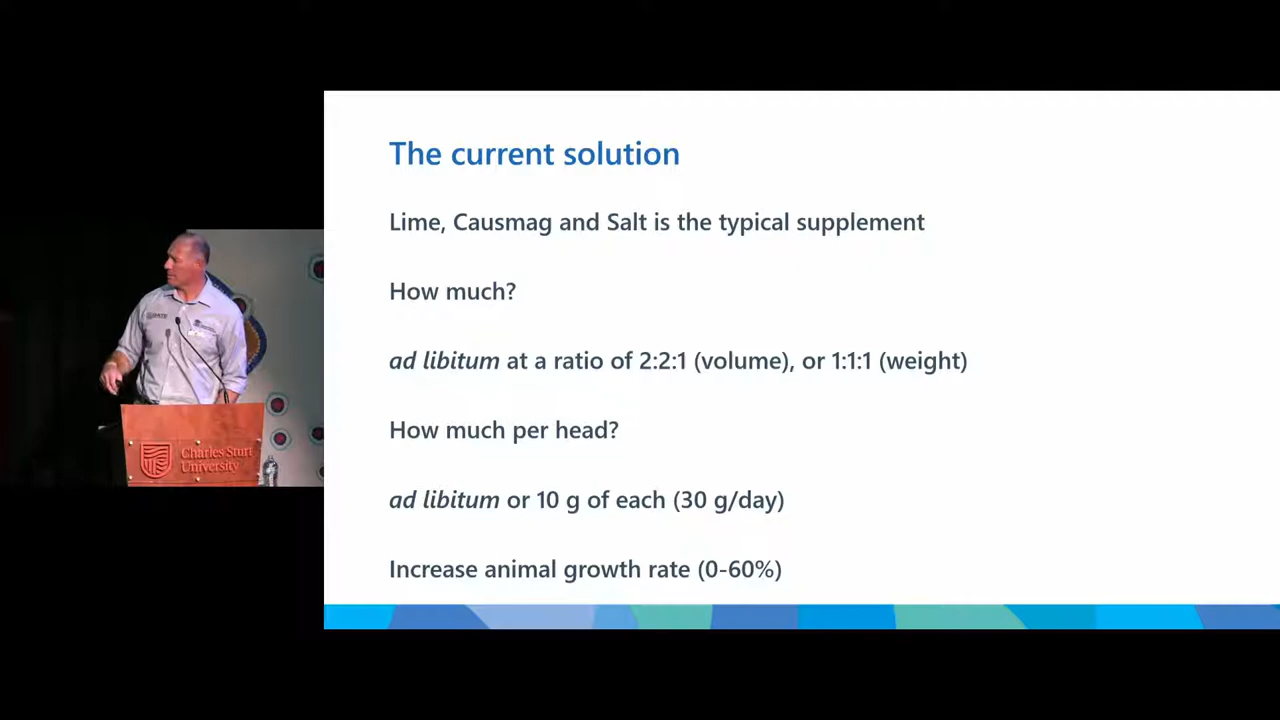 The current solution
Lime, Causmag and Salt is the typical supplement
How much?
ad libitum at a ratio of 2:2:1 (volume), or 1:1:1 (weight)
How much per head?
ad libitum or 10 g of each (30 g/day)
Increase animal growth rate (0-60%)
Charles Sturt
University